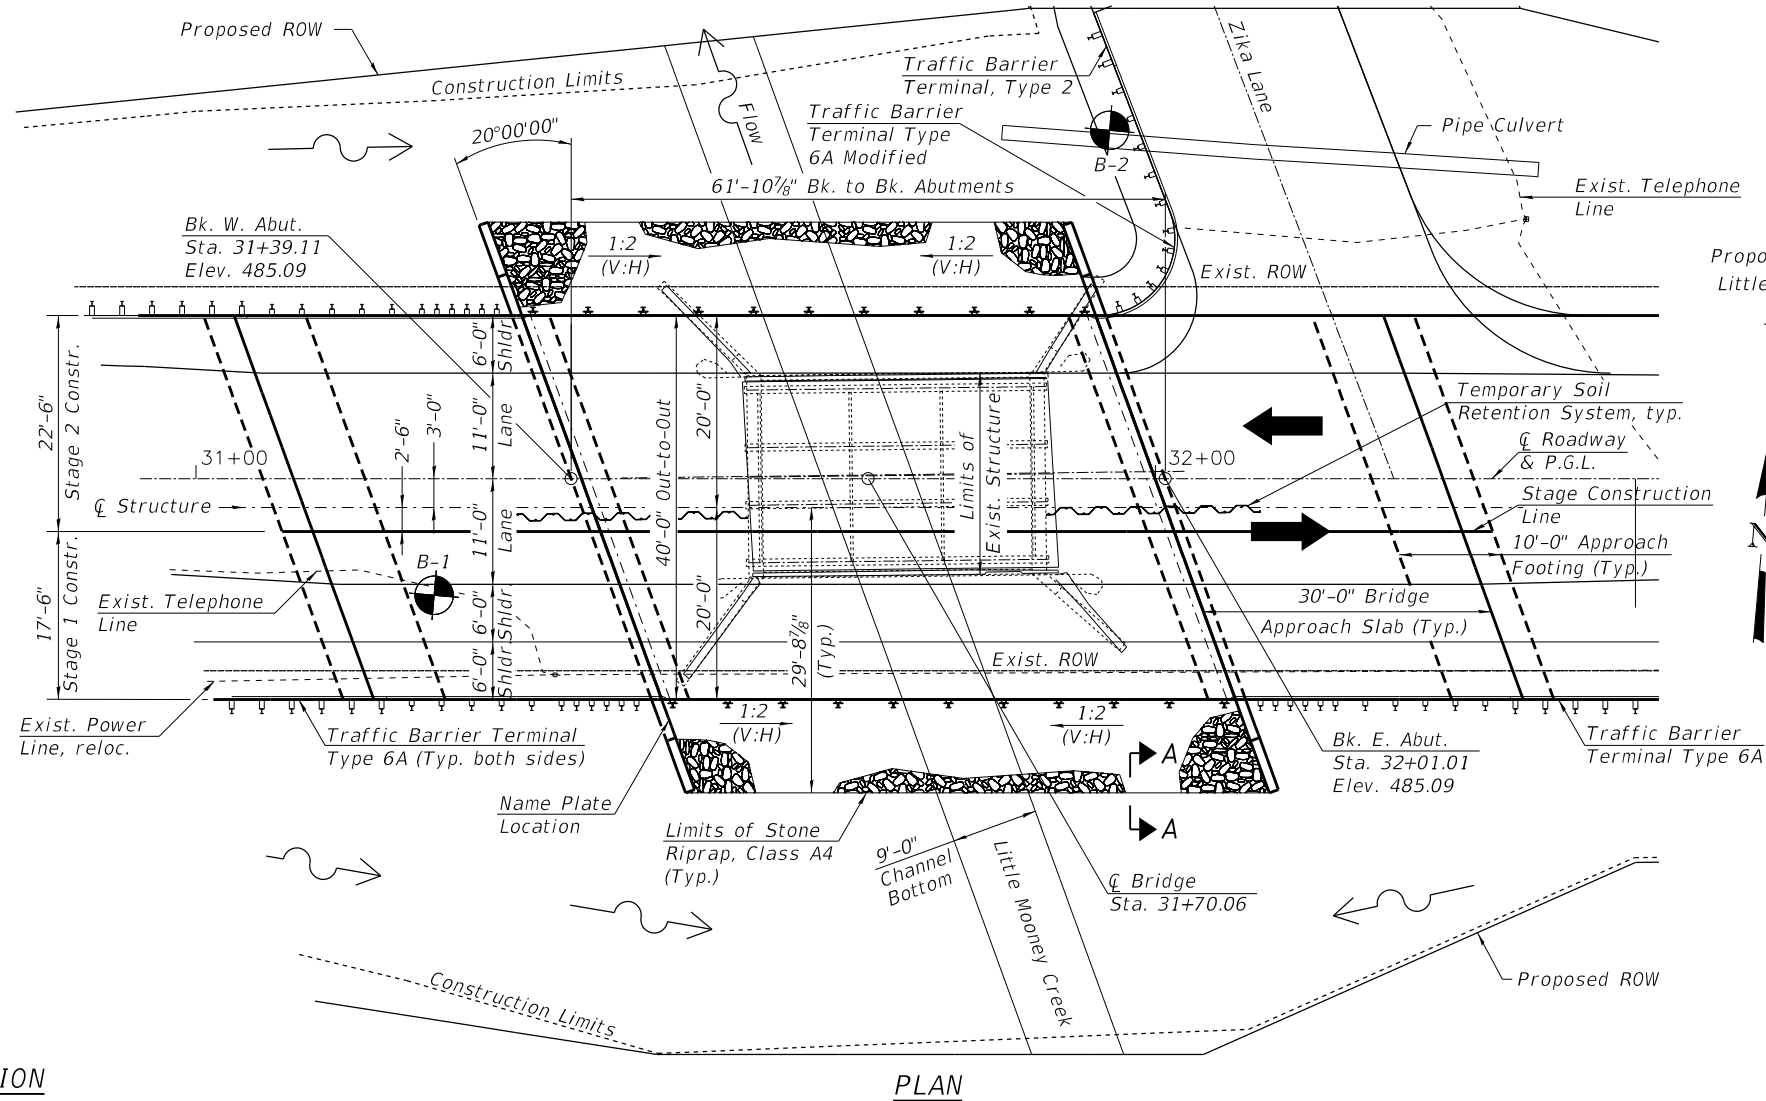 Proposed ROW
Construction Limits
20°00'00"
Flow
Traffic Barrier
Terminal, Type 2
Traffic Barrier
Terminal Type
6A Modified
B-2
Zika Lane
Pipe Culvert
Exist. Telephone
Line
61'-10⅞" Bk. to Bk. Abutments
Bk. W. Abut.
Sta. 31+39.11
Elev. 485.09
1:2
(V:H)
1:2
(V:H)
Exist. ROW
Propo
Little
22'-6"
Stage 2 Constr.
17'-6"
Stage 1 Constr.
6'-0"
Shldr.
11'-0"
Lane
11'-0"
Lane
6'-0"
Shldr.
6'-0"
Shldr.
2'-6"
3'-0"
31+00
℄ Structure
40'-0" Out-to-Out
20'-0"
20'-0"
29'-8⅞"
(Typ.)
Limits of
Exist. Structure
32+00
Temporary Soil
Retention System, typ.
℄ Roadway
& P.G.L.
Stage Construction
Line
10'-0" Approach
Footing (Typ.)
30'-0" Bridge
Approach Slab (Typ.)
N
B-1
Exist. Telephone
Line
Exist. ROW
Exist. Power
Line, reloc.
Traffic Barrier Terminal
Type 6A (Typ. both sides)
1:2
(V:H)
1:2
(V:H)
A
A
Bk. E. Abut.
Sta. 32+01.01
Elev. 485.09
Traffic Barrier
Terminal Type 6A
Name Plate
Location
Limits of Stone
Riprap, Class A4
(Typ.)
9'-0"
Channel
Bottom
Little Mooney Creek
℄ Bridge
Sta. 31+70.06
Proposed ROW
Construction Limits
ION
PLAN